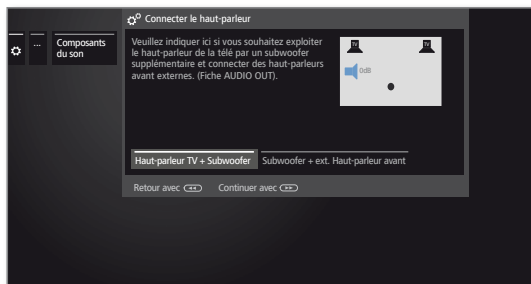 Connecter le haut-parleur
...
Composants
du son
Veuillez indiquer ici si vous souhaitez exploiter
le haut-parleur de la télé par un subwoofer
supplémentaire et connecter des haut-parleurs
avant externes. (Fiche AUDIO OUT).
TV
TV
0dB
Haut-parleur TV + Subwoofer
Subwoofer + ext. Haut-parleur avant
Retour avec
Continuer avec